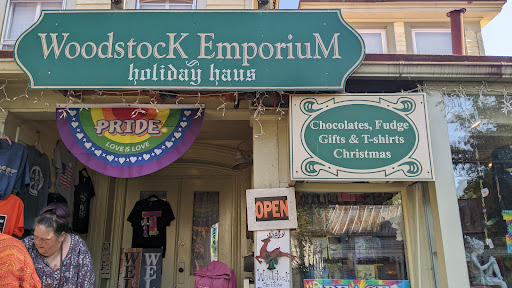 Woodstock Emporium
holiday haus
PRIDE
LOVE IS LOVE
Chocolates, Fudge
Gifts & T-shirts
Christmas
OPEN